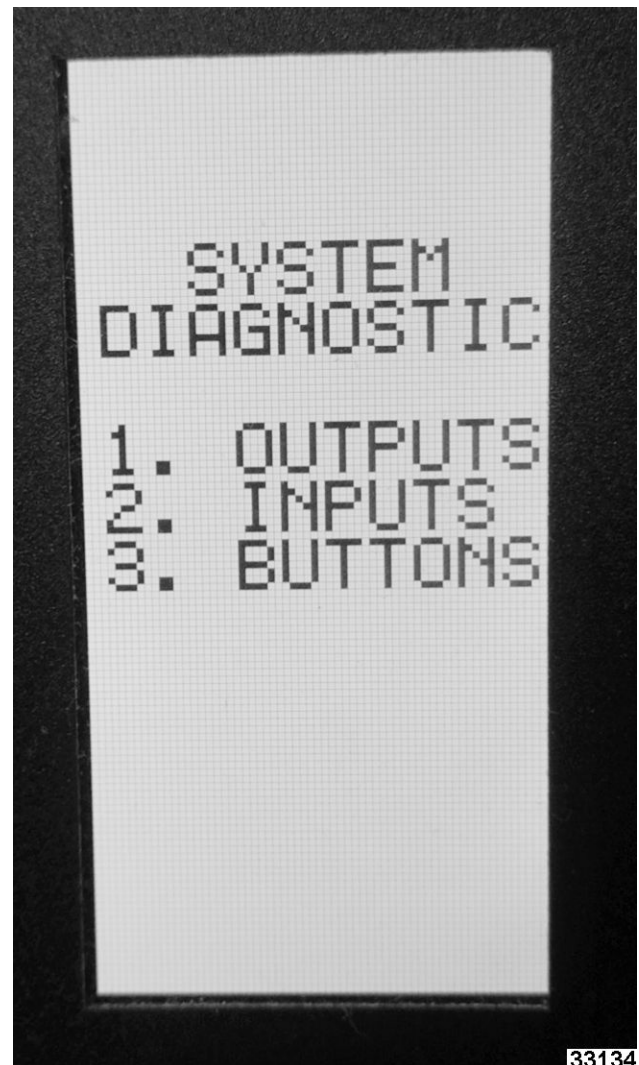 SYSTEM
DIAGNOSTIC
1. OUTPUTS
2. INPUTS
3. BUTTONS
33134